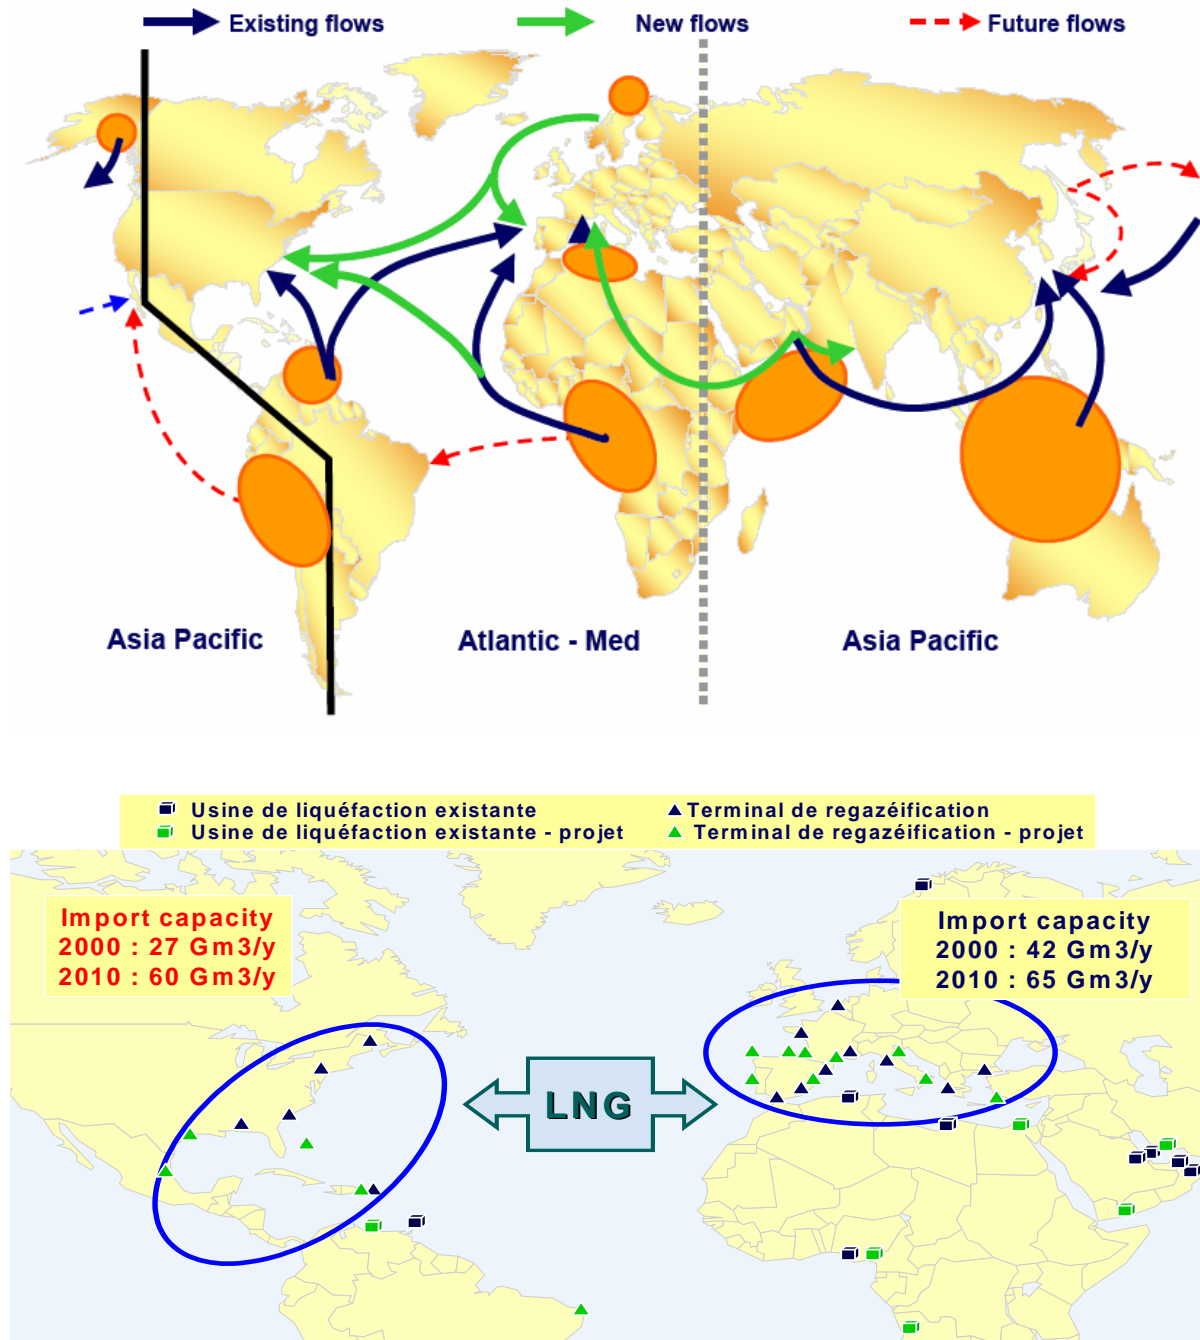 Existing flows
New flows
Future flows
Asia Pacific
Atlantic - Med
Asia Pacific
Usine de liquéfaction existante
Terminal de regazéification
Usine de liquéfaction existante - projet
Terminal de regazéification - projet
Import capacity
2000 : 27 Gm3/y
2010 : 60 Gm3/y
Import capacity
2000 : 42 Gm3/y
2010 : 65 Gm3/y
LNG